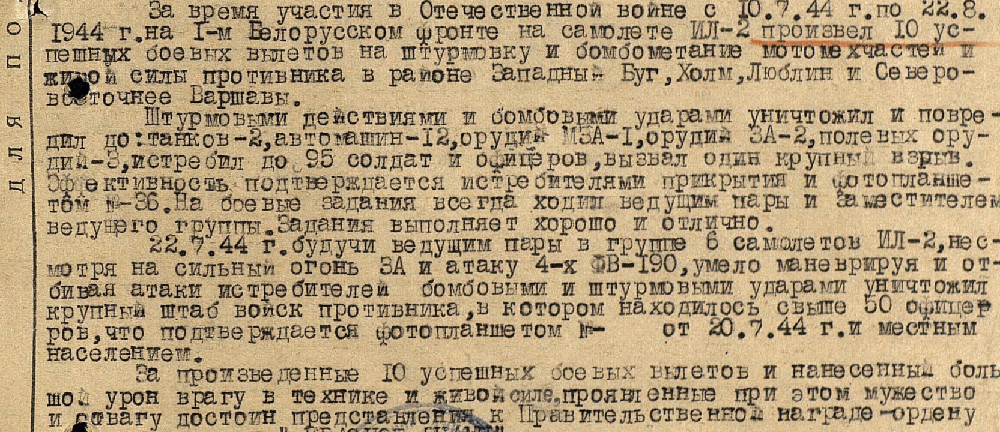 За время участия в Отечественной войне с 10.7.44 г.по 22.8.
1944 г.на I-м Белорусском фронте на самолете ИЛ-2 произвел 10 ус-
пешных боевых вылетов на штурмовку и бомбометание мотомехчастей и
живой силы противника в районе Западный Буг,Холм,Люблин и Северо-
восточнее Варшавы.
Штурмовыми действиями и бомбовыми ударами уничтожил и повре-
дил до:танков-2,автомашин-12,орудий МЗА-I,орудий ЗА-2,полевых ору-
дий-3,истребил до 95 солдат и офицеров,вызвал один крупный взрыв.
Эффективность подтверждается истребителями прикрытия и фотопланше-
том №-36.На боевые задания всегда ходил ведущим пары и заместителем
ведущего группы.Задания выполняет хорошо и отлично.
22.7.44 г.будучи ведущим пары в группе 6 самолетов ИЛ-2,нес-
мотря на сильный огонь ЗА и атаку 4-х ФВ-190,умело маневрируя и от-
бивая атаки истребителей бомбовыми и штурмовыми ударами уничтожил
крупный штаб войск противника,в котором находилось свыше 50 офицер
ров,что подтверждается фотопланшетом №- от 20.7.44 г.и местным
населением.
За произведенные 10 успешных боевых вылетов и нанесенный боль
шой урон врагу в технике и живой силе,проявленные при этом мужество
и отвагу достоин представления к Правительственной награде-ордену
ДЛЯ ПО